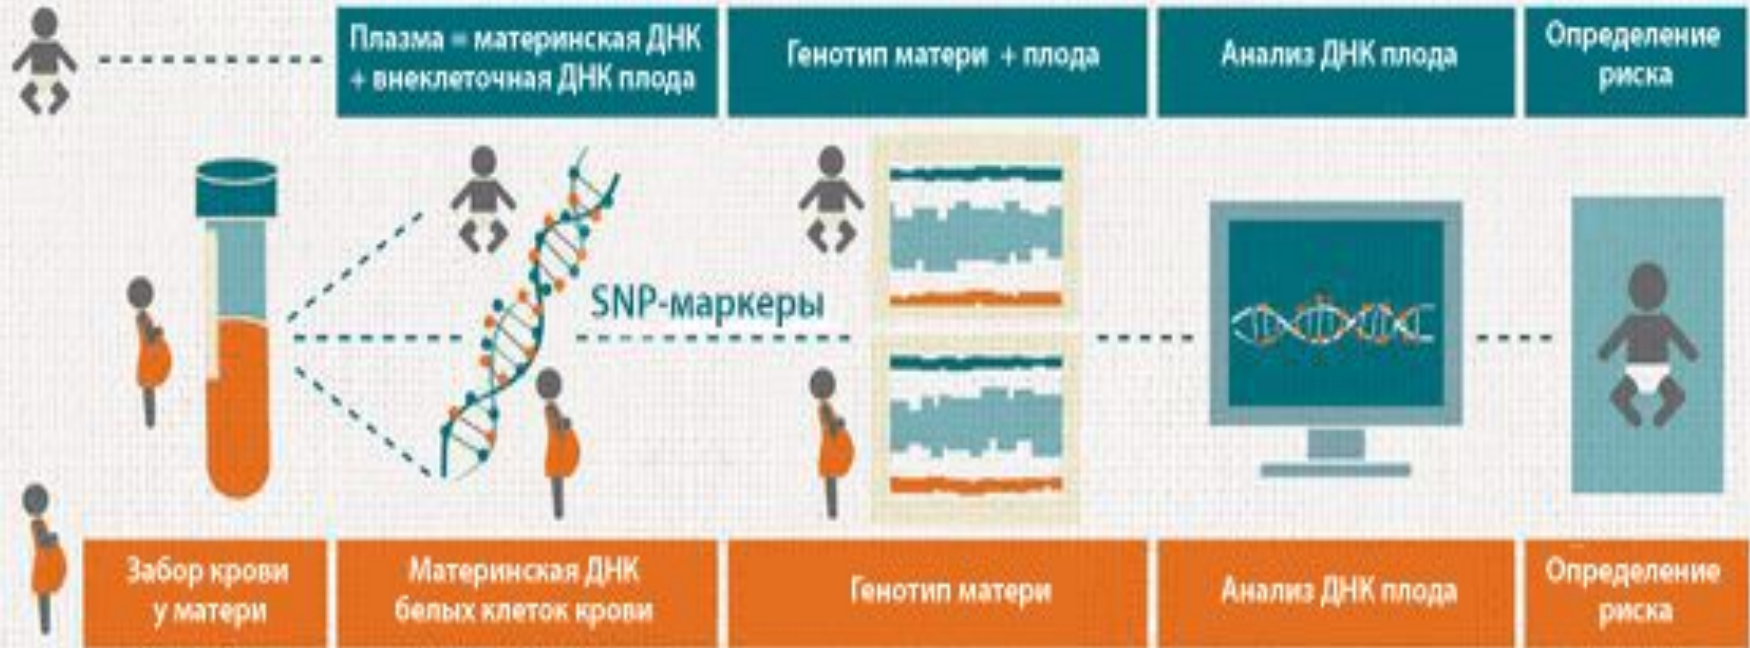 Плазма = материнская ДНК
+ внеклеточная ДНК плода
Генотип матери + плода
Анализ ДНК плода
Определение
риска
SNP-маркеры
Забор крови
у матери
Материнская ДНК
белых клеток крови
Генотип матери
Анализ ДНК плода
Определение
риска